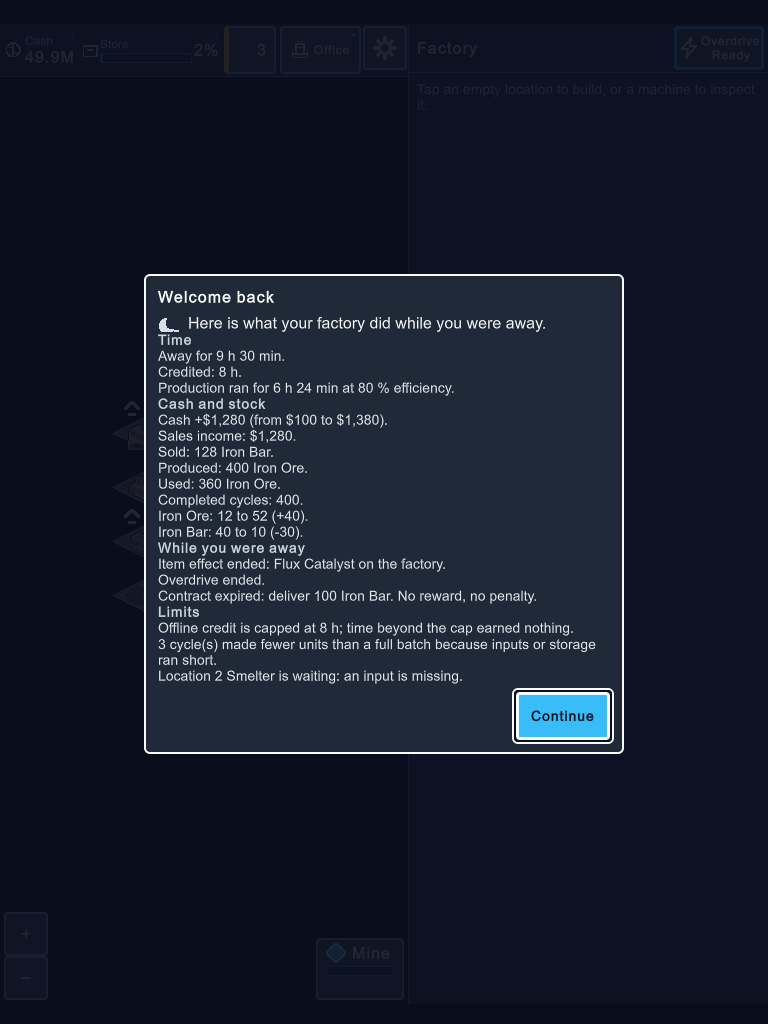 Cash
49.9M
Store
2%
3
Office
Factory
Overdrive
Ready
Tap an empty location to build, or a machine to inspect
it.
Welcome back
Here is what your factory did while you were away.
Time
Away for 9 h 30 min.
Credited: 8 h.
Production ran for 6 h 24 min at 80 % efficiency.
Cash and stock
Cash +$1,280 (from $100 to $1,380).
Sales income: $1,280.
Sold: 128 Iron Bar.
Produced: 400 Iron Ore.
Used: 360 Iron Ore.
Completed cycles: 400.
Iron Ore: 12 to 52 (+40).
Iron Bar: 40 to 10 (-30).
While you were away
Item effect ended: Flux Catalyst on the factory.
Overdrive ended.
Contract expired: deliver 100 Iron Bar. No reward, no penalty.
Limits
Offline credit is capped at 8 h; time beyond the cap earned nothing.
3 cycle(s) made fewer units than a full batch because inputs or storage
ran short.
Location 2 Smelter is waiting: an input is missing.
Continue
+
−
Mine